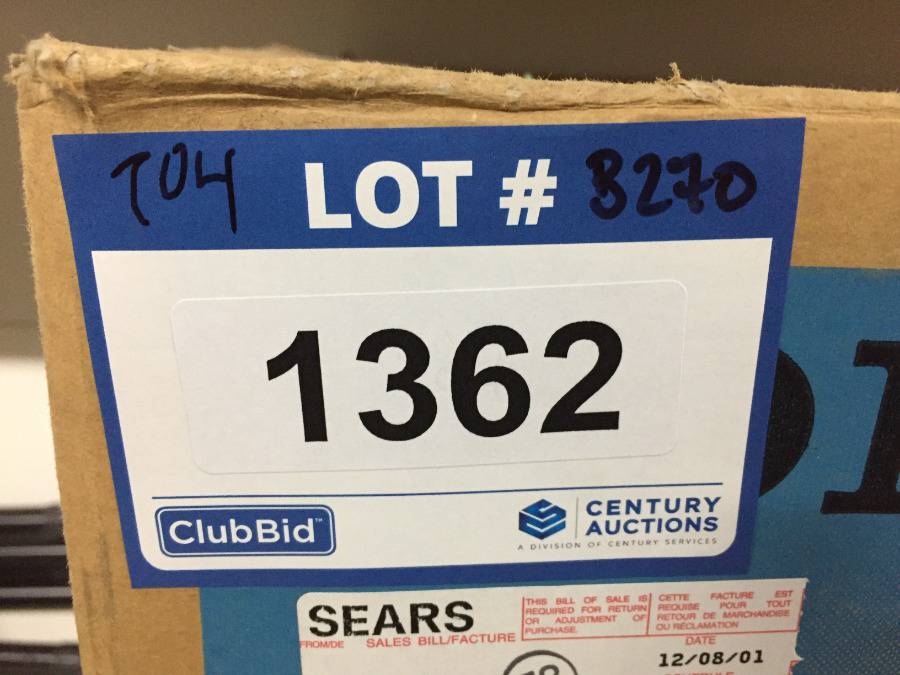 T04 LOT # B270
1362
ClubBid™
CENTURY AUCTIONS
A DIVISION OF CENTURY SERVICES
SEARS
FROM/DE SALES BILL/FACTURE
THIS BILL OF SALE IS
REQUIRED FOR RETURN
OR ADJUSTMENT OF
PURCHASE.
CETTE FACTURE EST
REQUISE POUR TOUT
RETOUR DE MARCHANDISE
OU RÉCLAMATION
DATE
12/08/01